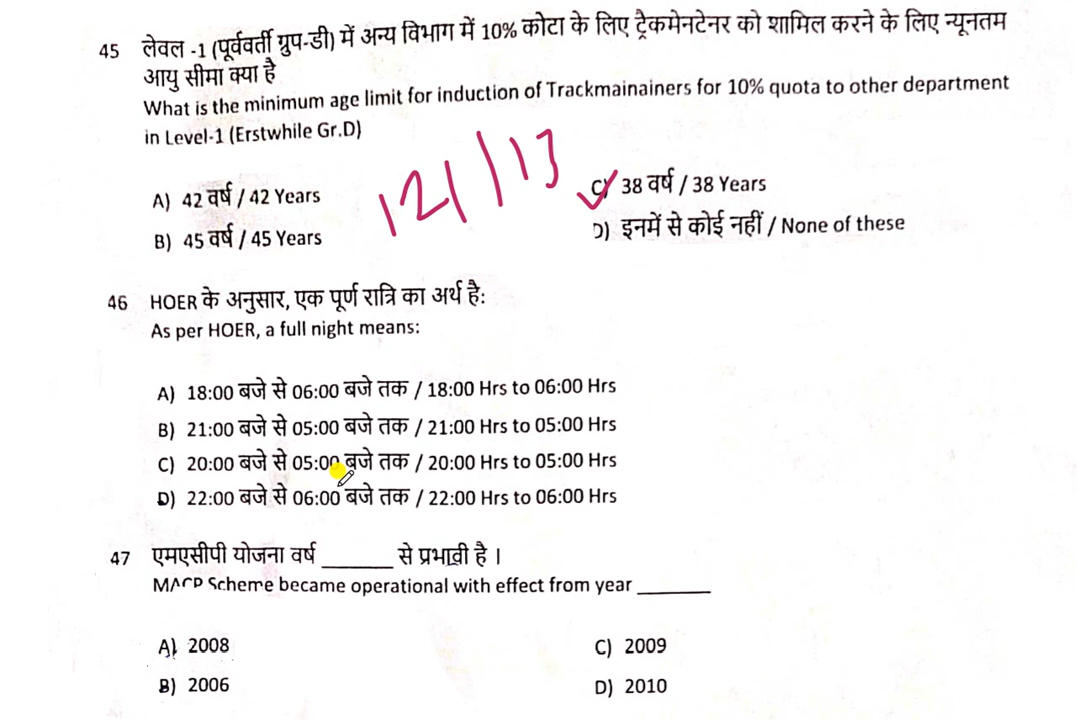 45 लेवल -1 (पूर्ववर्ती ग्रुप-डी) में अन्य विभाग में 10% कोटा के लिए ट्रैकमेनटेनर को शामिल करने के लिए न्यूनतम
आयु सीमा क्या है
What is the minimum age limit for induction of Trackmainainers for 10% quota to other department
in Level-1 (Erstwhile Gr.D)
A) 42 वर्ष / 42 Years
B) 45 वर्ष / 45 Years
C) 38 वर्ष / 38 Years
D) इनमें से कोई नहीं / None of these
46 HOER के अनुसार, एक पूर्ण रात्रि का अर्थ है:
As per HOER, a full night means:
A) 18:00 बजे से 06:00 बजे तक / 18:00 Hrs to 06:00 Hrs
B) 21:00 बजे से 05:00 बजे तक / 21:00 Hrs to 05:00 Hrs
C) 20:00 बजे से 05:00 बजे तक / 20:00 Hrs to 05:00 Hrs
D) 22:00 बजे से 06:00 बजे तक / 22:00 Hrs to 06:00 Hrs
47 एमएसीपी योजना वर्ष ______ से प्रभावी है ।
MACP Scheme became operational with effect from year ______
A) 2008
B) 2006
C) 2009
D) 2010